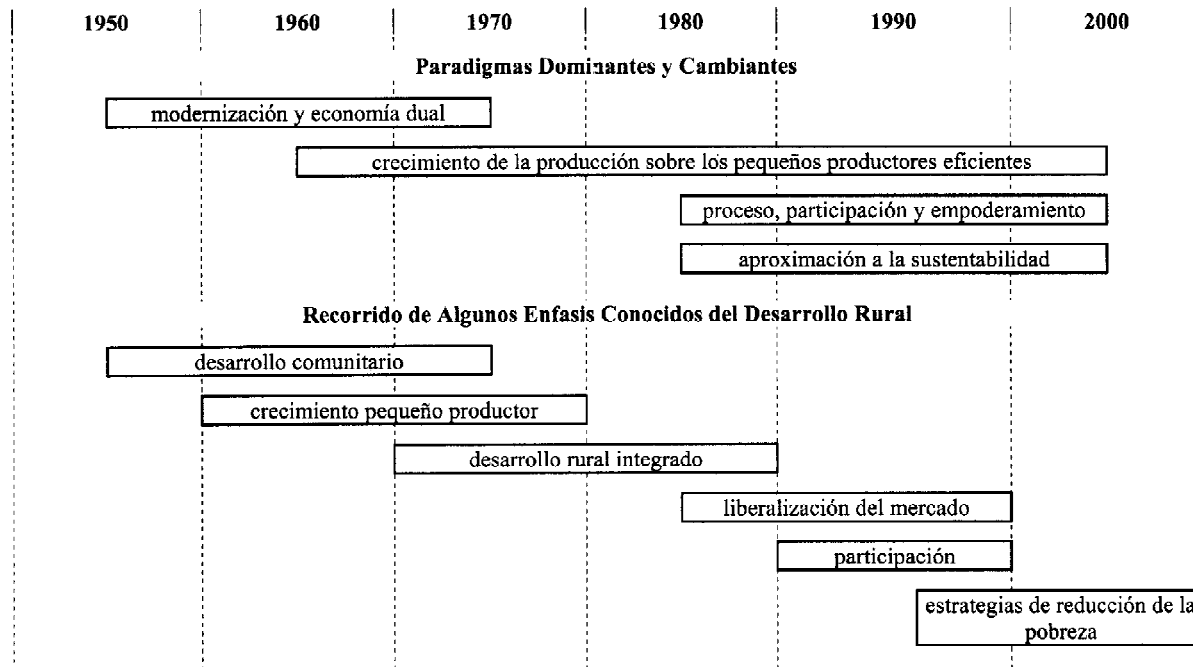 1950 1960 1970 1980 1990 2000
Paradigmas Dominantes y Cambiantes
modernización y economía dual
crecimiento de la producción sobre los pequeños productores eficientes
proceso, participación y empoderamiento
aproximación a la sustentabilidad
Recorrido de Algunos Enfasis Conocidos del Desarrollo Rural
desarrollo comunitario
crecimiento pequeño productor
desarrollo rural integrado
liberalización del mercado
participación
estrategias de reducción de la
pobreza